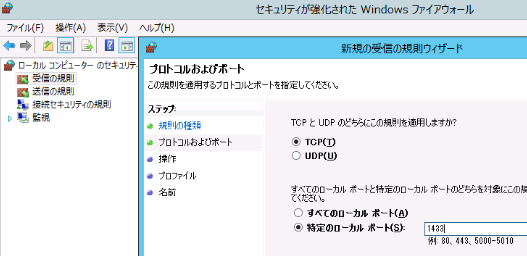 セキュリティが強化された Windows ファイアウォール
ファイル(F) 操作(A) 表示(V) ヘルプ(H)
ローカル コンピューター のセキュリテ
受信の規則
送信の規則
接続セキュリティの規則
監視
新規の受信の規則ウィザード
プロトコルおよびポート
この規則を適用するプロトコルとポートを指定してください。
ステップ:
規則の種類
プロトコルおよびポート
操作
プロファイル
名前
TCP と UDP のどちらにこの規則を適用しますか?
TCP(T)
UDP(U)
すべてのローカル ポートと特定のローカル ポートのどちらを対象にこの規
てください。
すべてのローカル ポート(A)
特定のローカル ポート(S):
1433
例: 80、443、5000-5010